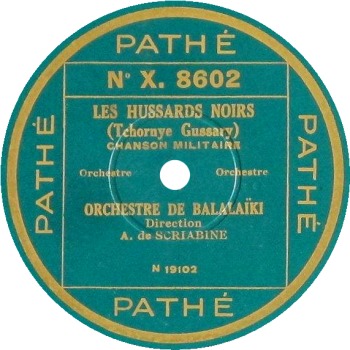 PATHÉ
Nº X. 8602
LES HUSSARDS NOIRS
(Tchornye Gussary)
CHANSON MILITAIRE
Orchestre Orchestre
PATHÉ PATHÉ
ORCHESTRE DE BALALAÏKI
Direction
A. de SCRIABINE
N 19102
PATHÉ